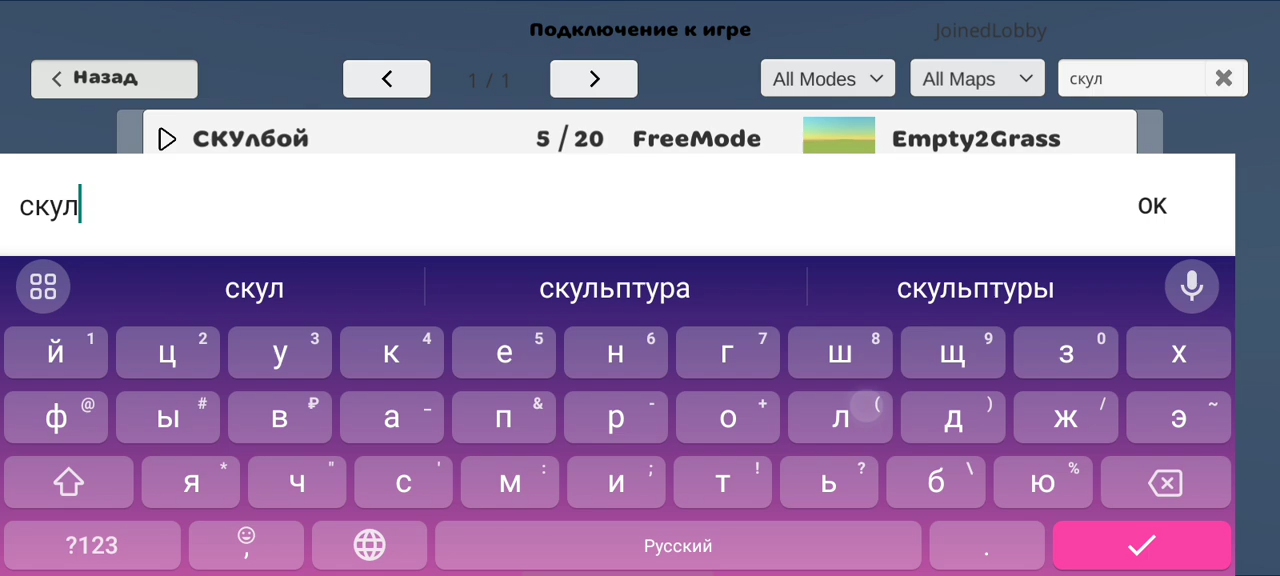 Подключение к игре JoinedLobby
Назад 1 / 1 All Modes All Maps скул
СКУлбой 5 / 20 FreeMode Empty2Grass
скул OK
скул скульптура скульптуры
й 1 ц 2 у 3 к 4 е 5 н 6 г 7 ш 8 щ 9 з 0 х
ф @ ы # в ₽ а _ п & р - о + л ( д ) ж / э ~
я * ч " с ' м : и ; т ! ь ? б \ ю %
?123 , Русский .